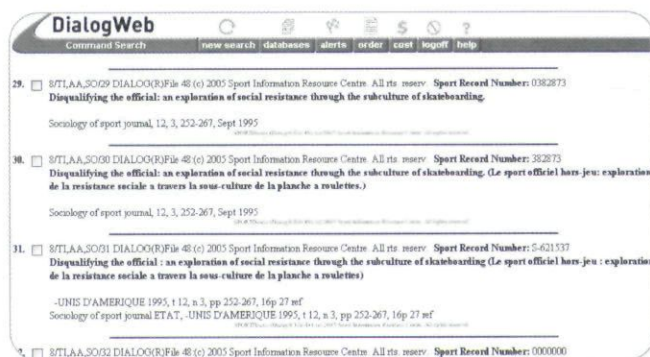 DialogWeb
Command Search
new search databases alerts order cost logoff help
29. 8/TI,AA,SO/29 DIALOG(R)File 48:(c) 2005 Sport Information Resource Centre. All rts. reserv. Sport Record Number: 0382873
Disqualifying the official: an exploration of social resistance through the subculture of skateboarding.
Sociology of sport journal, 12, 3, 252-267, Sept 1995
30. 8/TI,AA,SO/30 DIALOG(R)File 48:(c) 2005 Sport Information Resource Centre. All rts. reserv. Sport Record Number: 382873
Disqualifying the official: an exploration of social resistance through the subculture of skateboarding. (Le sport officiel hors-jeu: exploration
de la resistance sociale a travers la sous-culture de la planche a roulettes.)
Sociology of sport journal, 12, 3, 252-267, Sept 1995
31. 8/TI,AA,SO/31 DIALOG(R)File 48:(c) 2005 Sport Information Resource Centre. All rts. reserv. Sport Record Number: S-621537
Disqualifying the official : an exploration of social resistance through the subculture of skateboarding (Le sport officiel hors-jeu : exploration
de la resistance sociale a travers la sous-culture de la planche a roulettes)
-UNIS D'AMERIQUE 1995, t 12, n 3, pp 252-267, 16p 27 ref
Sociology of sport journal ETAT, -UNIS D'AMERIQUE 1995, t 12, n 3, pp 252-267, 16p 27 ref
8/TI,AA,SO/32 DIALOG(R)File 48:(c) 2005 Sport Information Resource Centre. All rts. reserv. Sport Record Number: 0000000